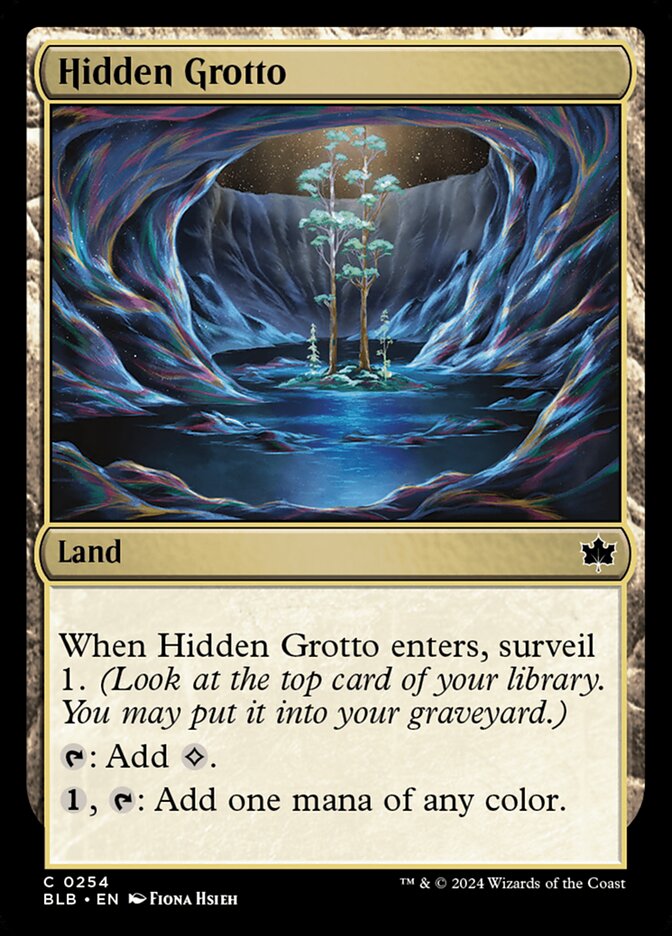 Hidden Grotto
Land
When Hidden Grotto enters, surveil
1. (Look at the top card of your library.
You may put it into your graveyard.)
: Add .
1, : Add one mana of any color.
C 0254
BLB • EN Fiona Hsieh
™ & © 2024 Wizards of the Coast